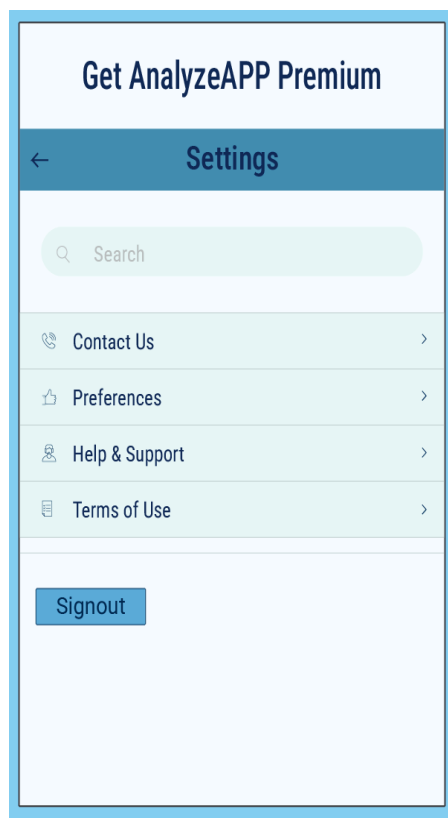 Get AnalyzeAPP Premium
Settings
Search
Contact Us
Preferences
Help & Support
Terms of Use
Signout